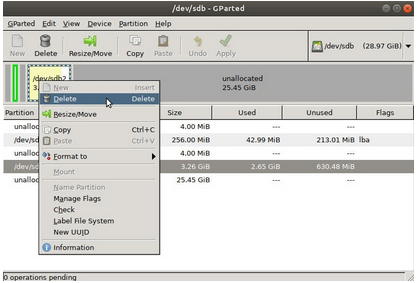 /dev/sdb - GParted
GParted Edit View Device Partition Help
New Delete Resize/Move Copy Paste Undo Apply /dev/sdb (28.97 GiB)
/dev/sdb2
3.
unallocated
25.45 GiB
Partition Size Used Unused Flags
unalloc 4.00 MiB --- ---
/dev/sd 256.00 MiB 42.99 MiB 213.01 MiB lba
unalloc 4.00 MiB --- ---
/dev/sd 3.26 GiB 2.65 GiB 630.48 MiB
unalloc 25.45 GiB --- ---
New Insert
Delete Delete
Resize/Move
Copy Ctrl+C
Paste Ctrl+V
Format to
Mount
Name Partition
Manage Flags
Check
Label File System
New UUID
Information
0 operations pending